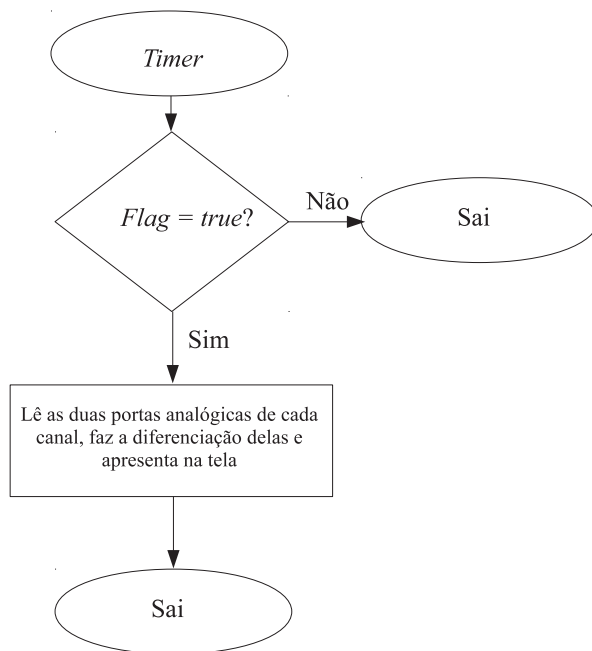 Timer
Flag = true?
Não
Sai
Sim
Lê as duas portas analógicas de cada
canal, faz a diferenciação delas e
apresenta na tela
Sai